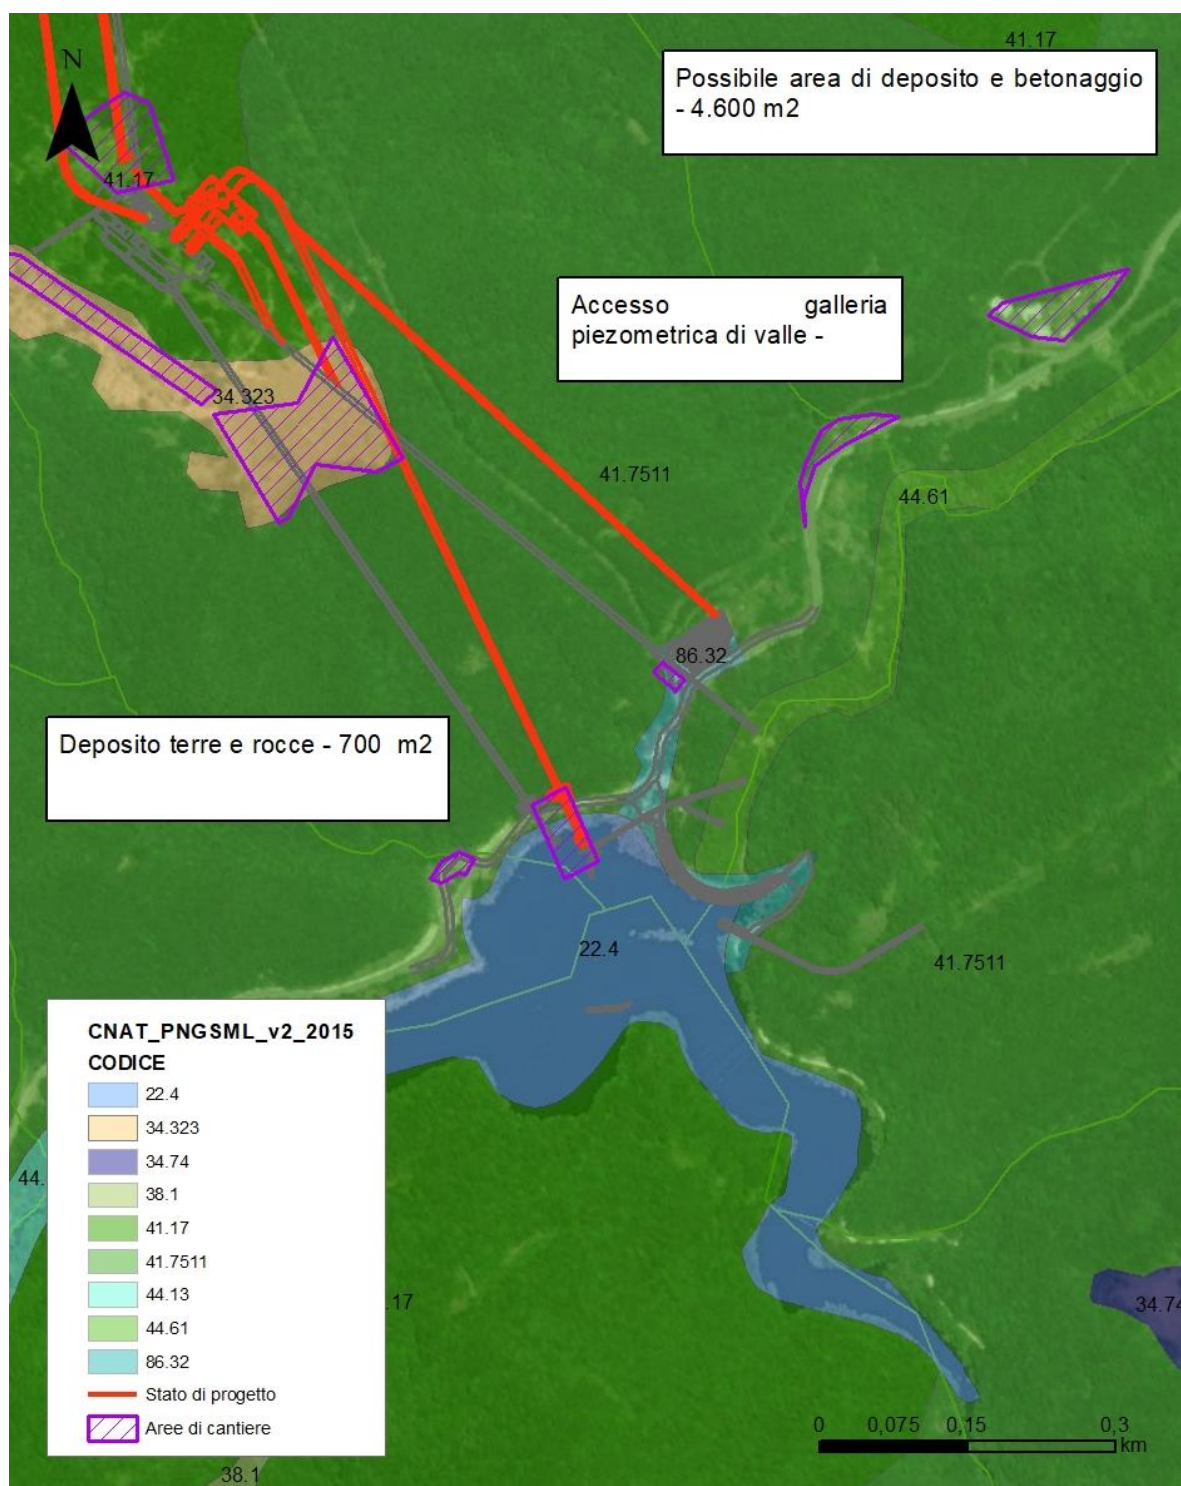 41.17
N
Possibile area di deposito e betonaggio
- 4.600 m2
41.17
Accesso galleria
piezometrica di valle -
34.323
41.7511
44.61
86.32
Deposito terre e rocce - 700 m2
22.4
41.7511
CNAT_PNGSML_v2_2015
CODICE
22.4
34.323
34.74
38.1
41.17
41.7511
44.13
44.61
86.32
Stato di progetto
Aree di cantiere
44.
.17
34.74
0 0,075 0,15 0,3
km
38.1